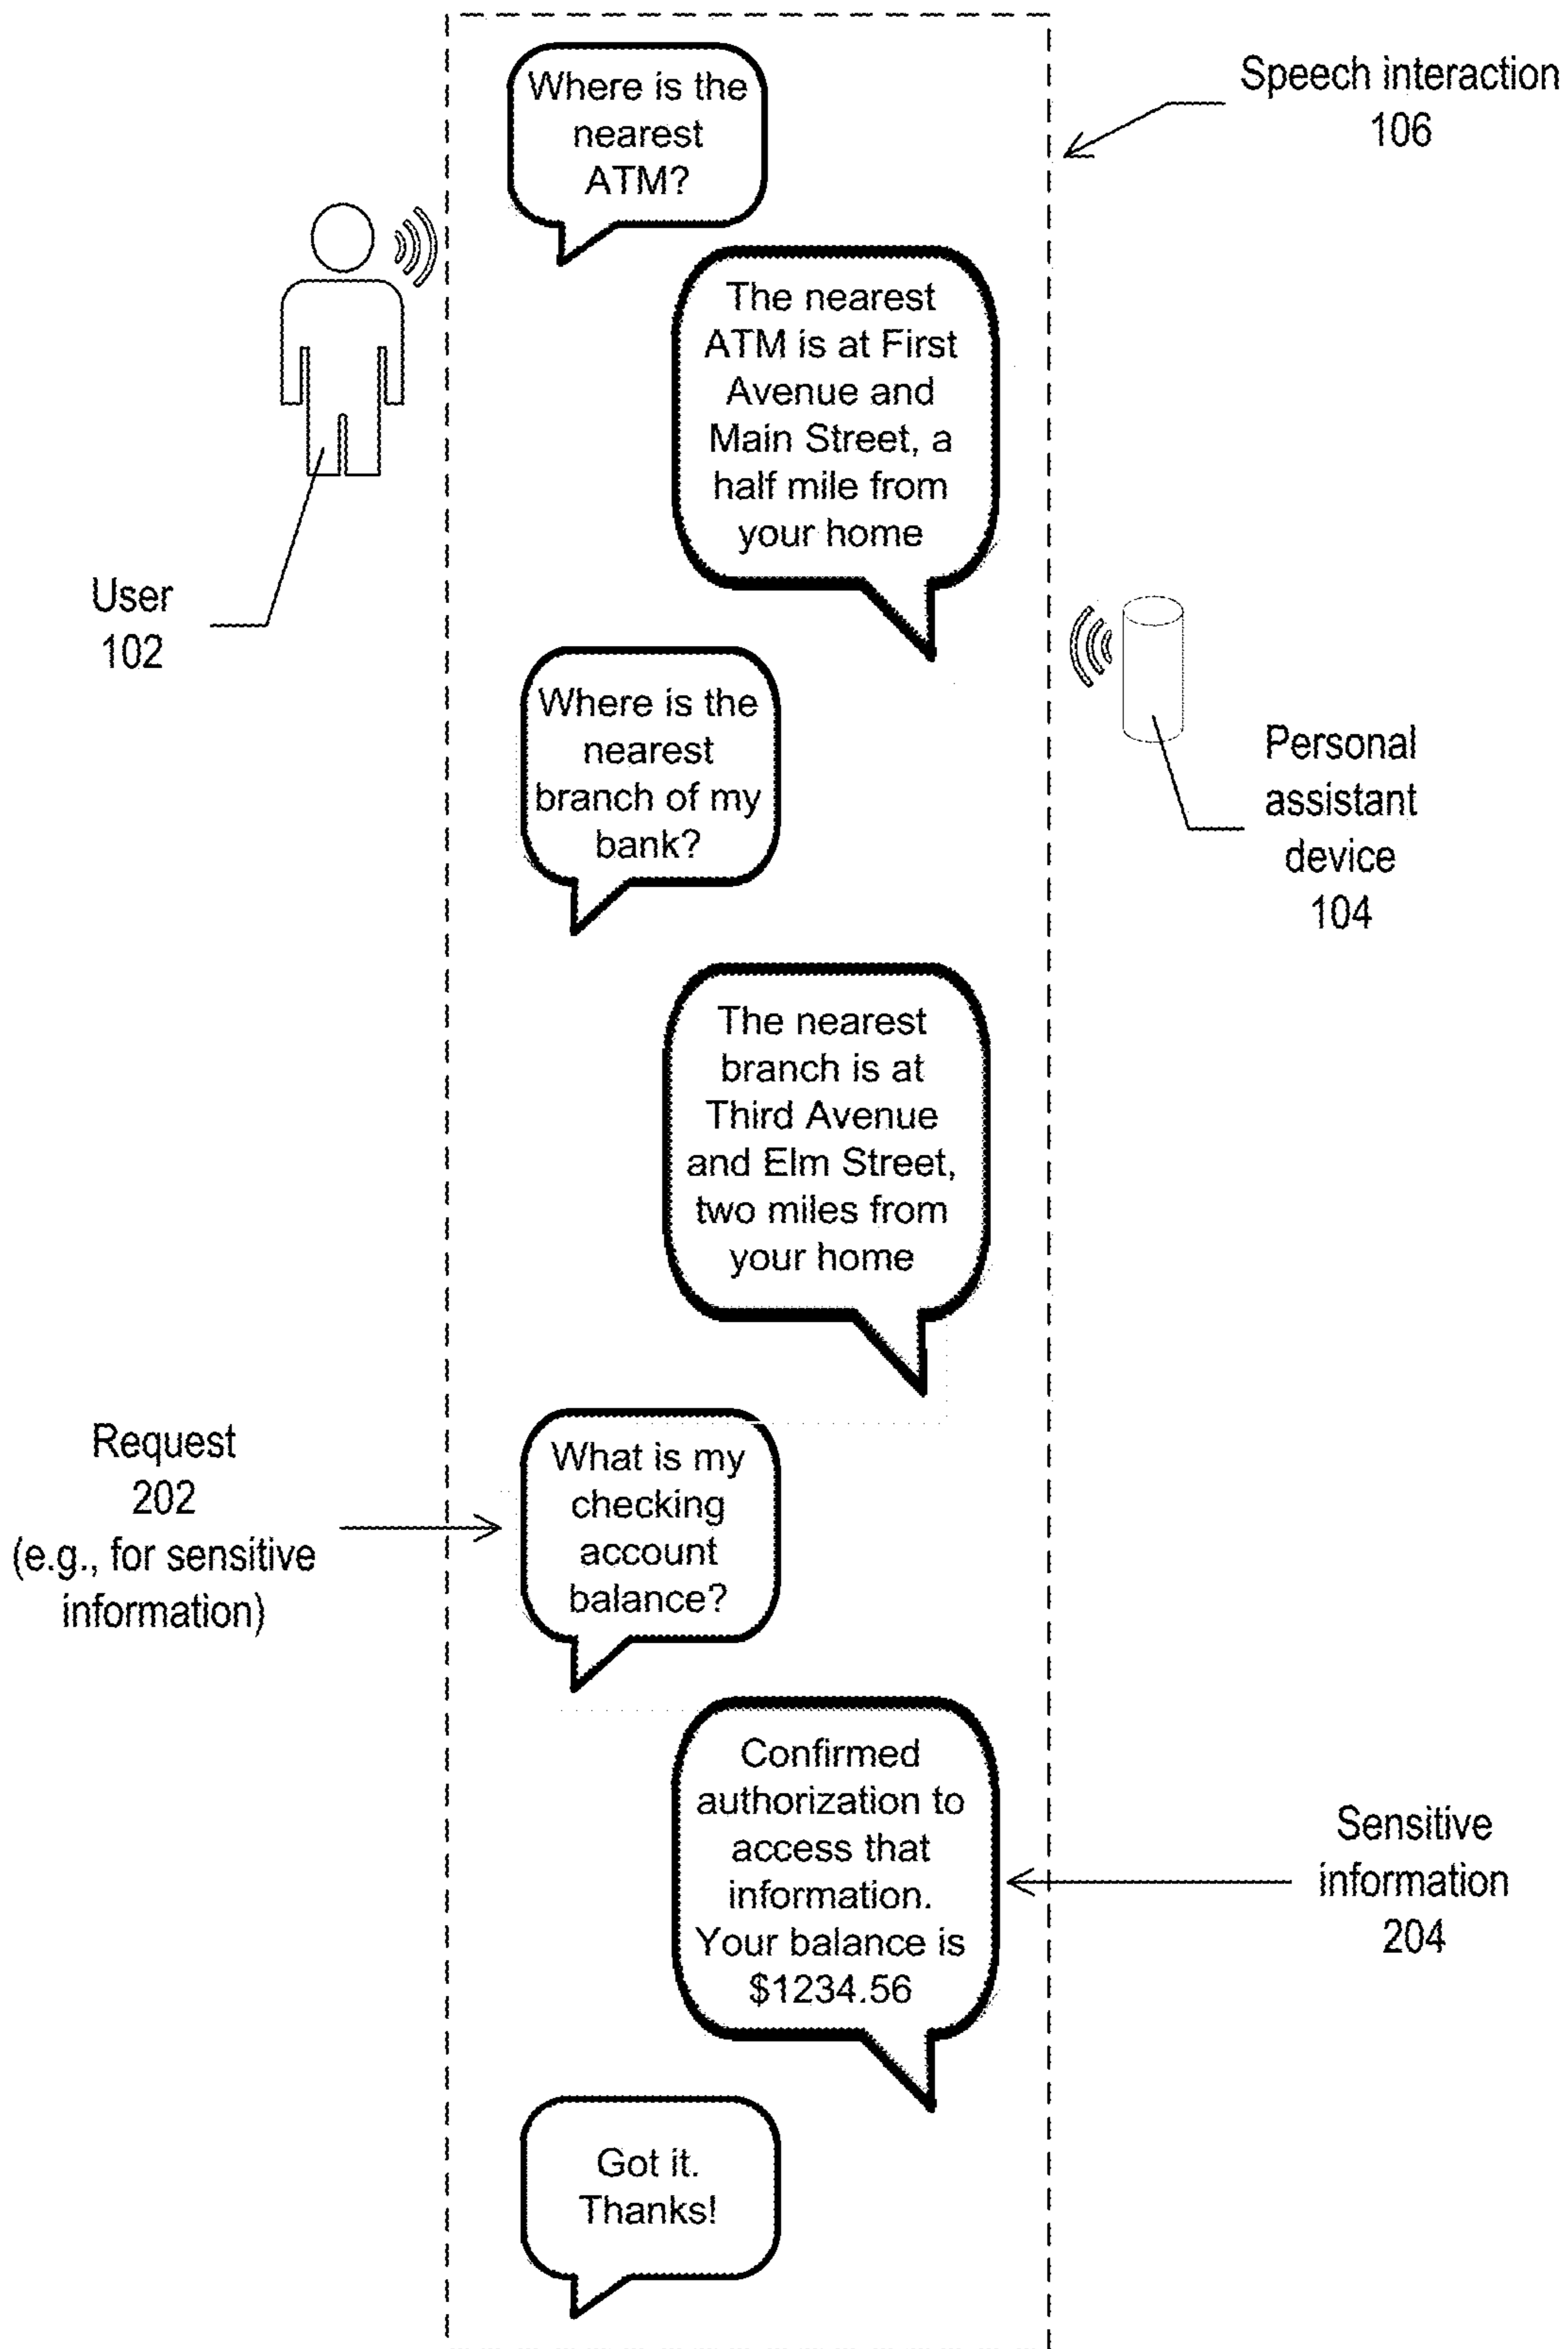 Where is the
nearest
ATM?
Speech interaction
106
The nearest
ATM is at First
Avenue and
Main Street, a
half mile from
your home
User
102
Where is the
nearest
branch of my
bank?
Personal
assistant
device
104
The nearest
branch is at
Third Avenue
and Elm Street,
two miles from
your home
Request
202
(e.g., for sensitive
information)
What is my
checking
account
balance?
Confirmed
authorization to
access that
information.
Your balance is
$1234.56
Sensitive
information
204
Got it.
Thanks!